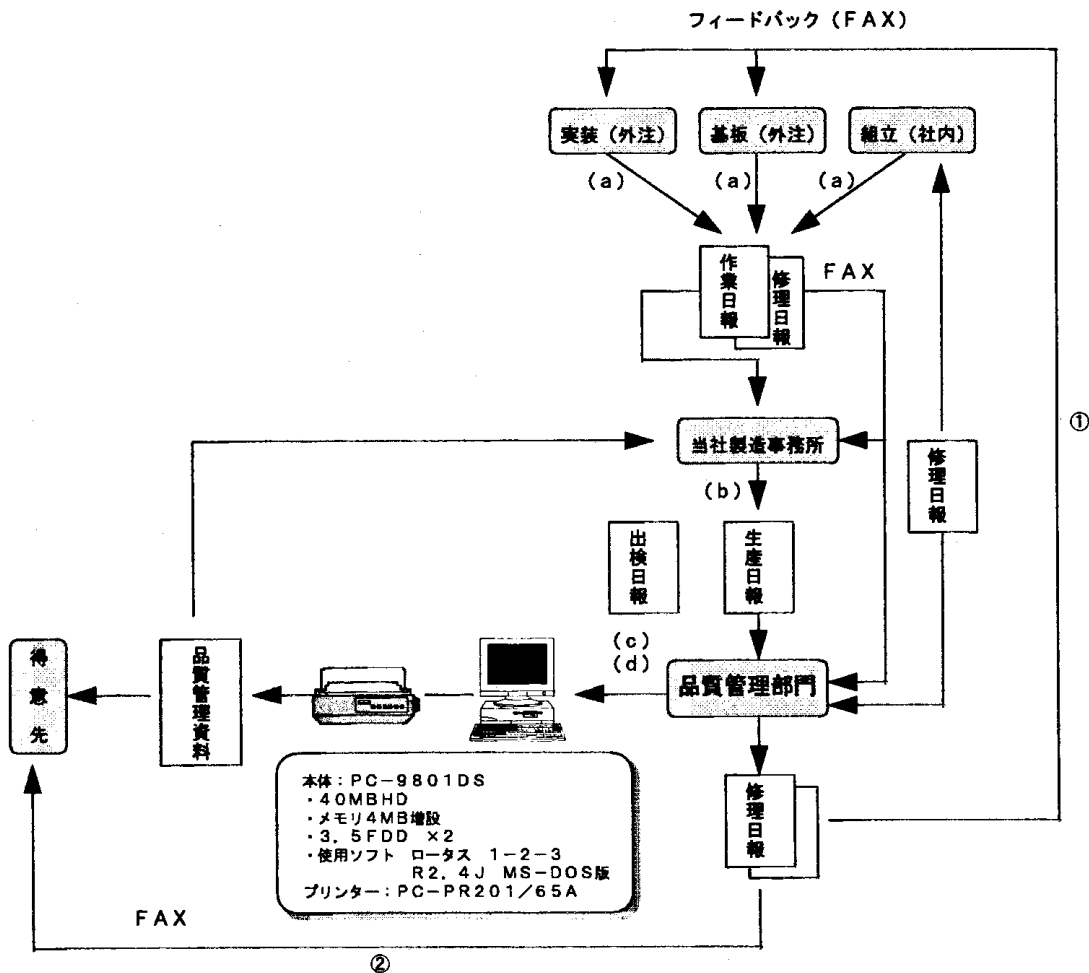 フィードバック（ＦＡＸ）
実装（外注）
基板（外注）
組立（社内）
（ａ）
（ａ）
（ａ）
作業日報
修理日報
ＦＡＸ
①
当社製造事務所
修理日報
（ｂ）
出検日報
生産日報
（ｃ）
（ｄ）
品質管理部門
得意先
品質管理資料
本体：ＰＣ－９８０１ＤＳ
・４０ＭＢＨＤ
・メモリ４ＭＢ増設
・３．５ＦＤＤ ×２
・使用ソフト ロータス １－２－３
Ｒ２．４Ｊ ＭＳ－ＤＯＳ版
プリンター：ＰＣ－ＰＲ２０１／６５Ａ
修理日報
ＦＡＸ
②